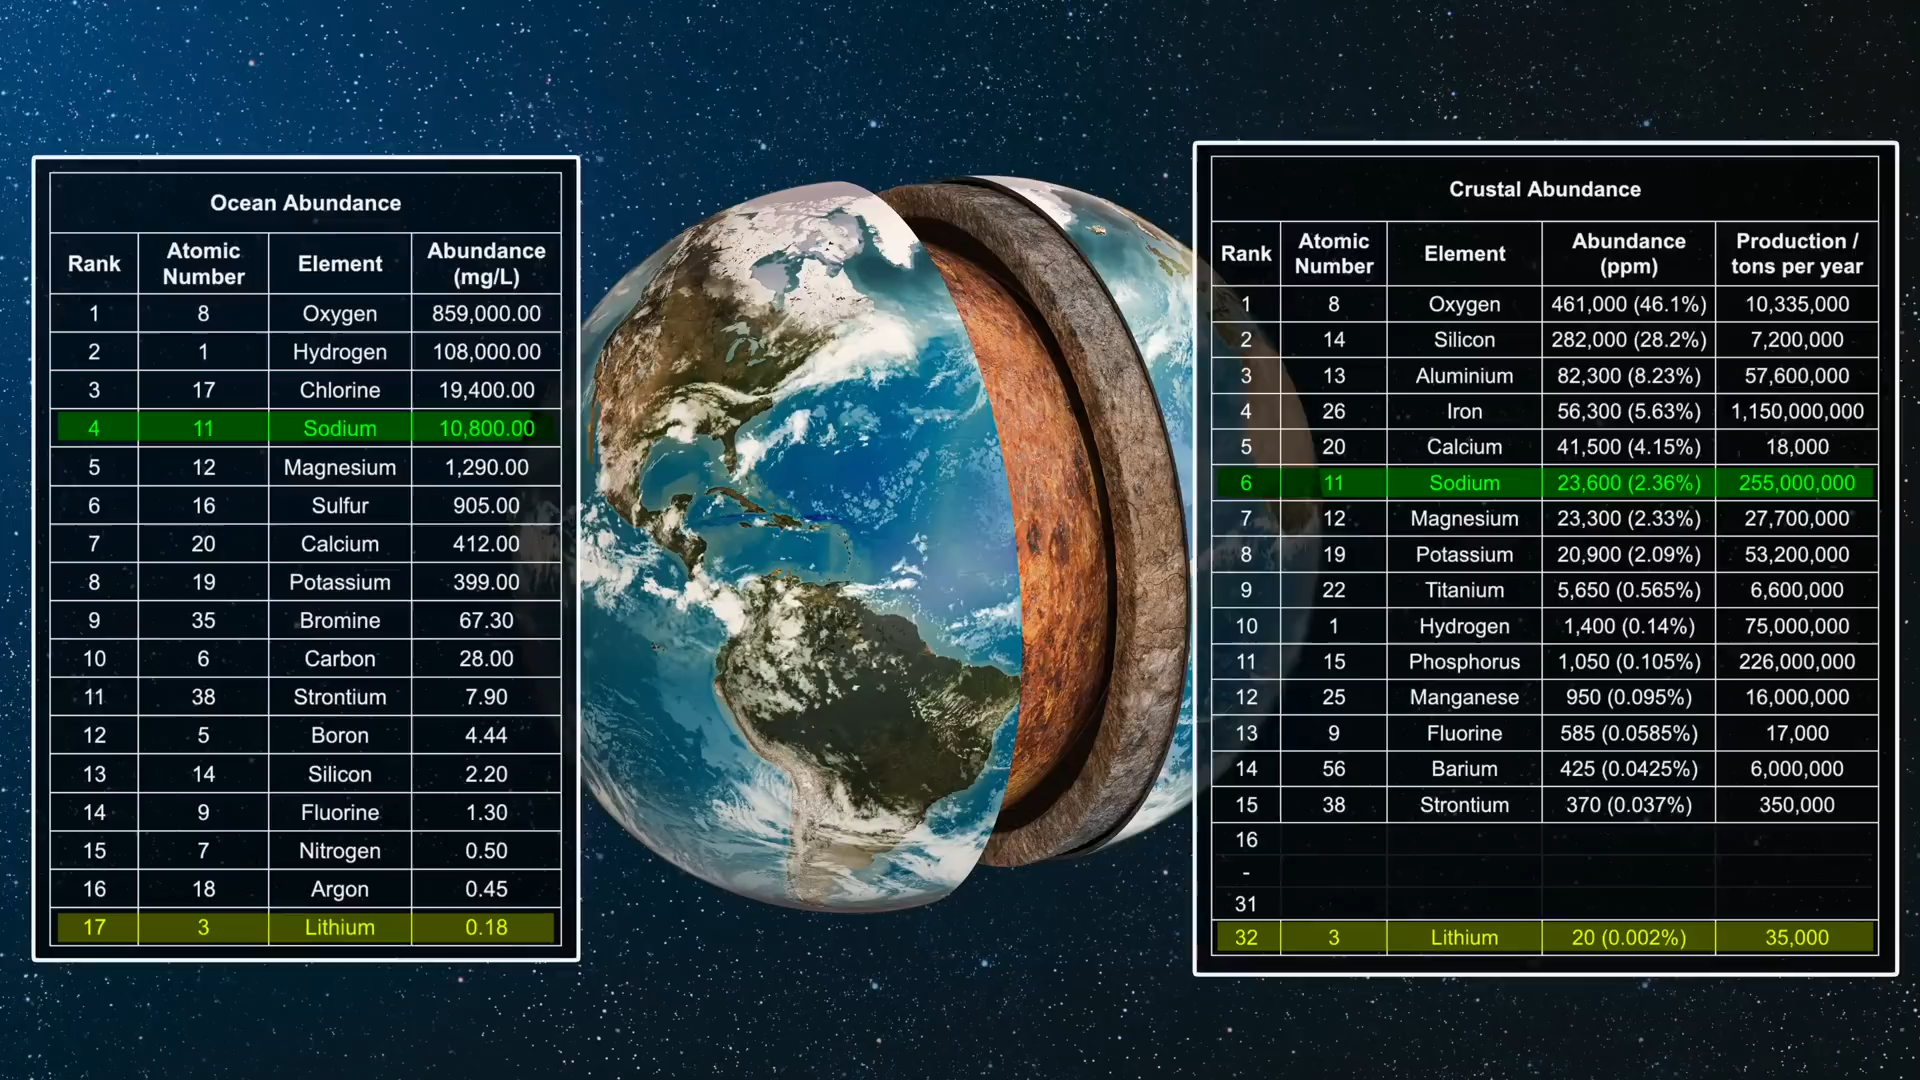 Ocean Abundance
Rank Atomic Number Element Abundance (mg/L)
1 8 Oxygen 859,000.00
2 1 Hydrogen 108,000.00
3 17 Chlorine 19,400.00
4 11 Sodium 10,800.00
5 12 Magnesium 1,290.00
6 16 Sulfur 905.00
7 20 Calcium 412.00
8 19 Potassium 399.00
9 35 Bromine 67.30
10 6 Carbon 28.00
11 38 Strontium 7.90
12 5 Boron 4.44
13 14 Silicon 2.20
14 9 Fluorine 1.30
15 7 Nitrogen 0.50
16 18 Argon 0.45
17 3 Lithium 0.18
Crustal Abundance
Rank Atomic Number Element Abundance (ppm) Production / tons per year
1 8 Oxygen 461,000 (46.1%) 10,335,000
2 14 Silicon 282,000 (28.2%) 7,200,000
3 13 Aluminium 82,300 (8.23%) 57,600,000
4 26 Iron 56,300 (5.63%) 1,150,000,000
5 20 Calcium 41,500 (4.15%) 18,000
6 11 Sodium 23,600 (2.36%) 255,000,000
7 12 Magnesium 23,300 (2.33%) 27,700,000
8 19 Potassium 20,900 (2.09%) 53,200,000
9 22 Titanium 5,650 (0.565%) 6,600,000
10 1 Hydrogen 1,400 (0.14%) 75,000,000
11 15 Phosphorus 1,050 (0.105%) 226,000,000
12 25 Manganese 950 (0.095%) 16,000,000
13 9 Fluorine 585 (0.0585%) 17,000
14 56 Barium 425 (0.0425%) 6,000,000
15 38 Strontium 370 (0.037%) 350,000
16
-
31
32 3 Lithium 20 (0.002%) 35,000